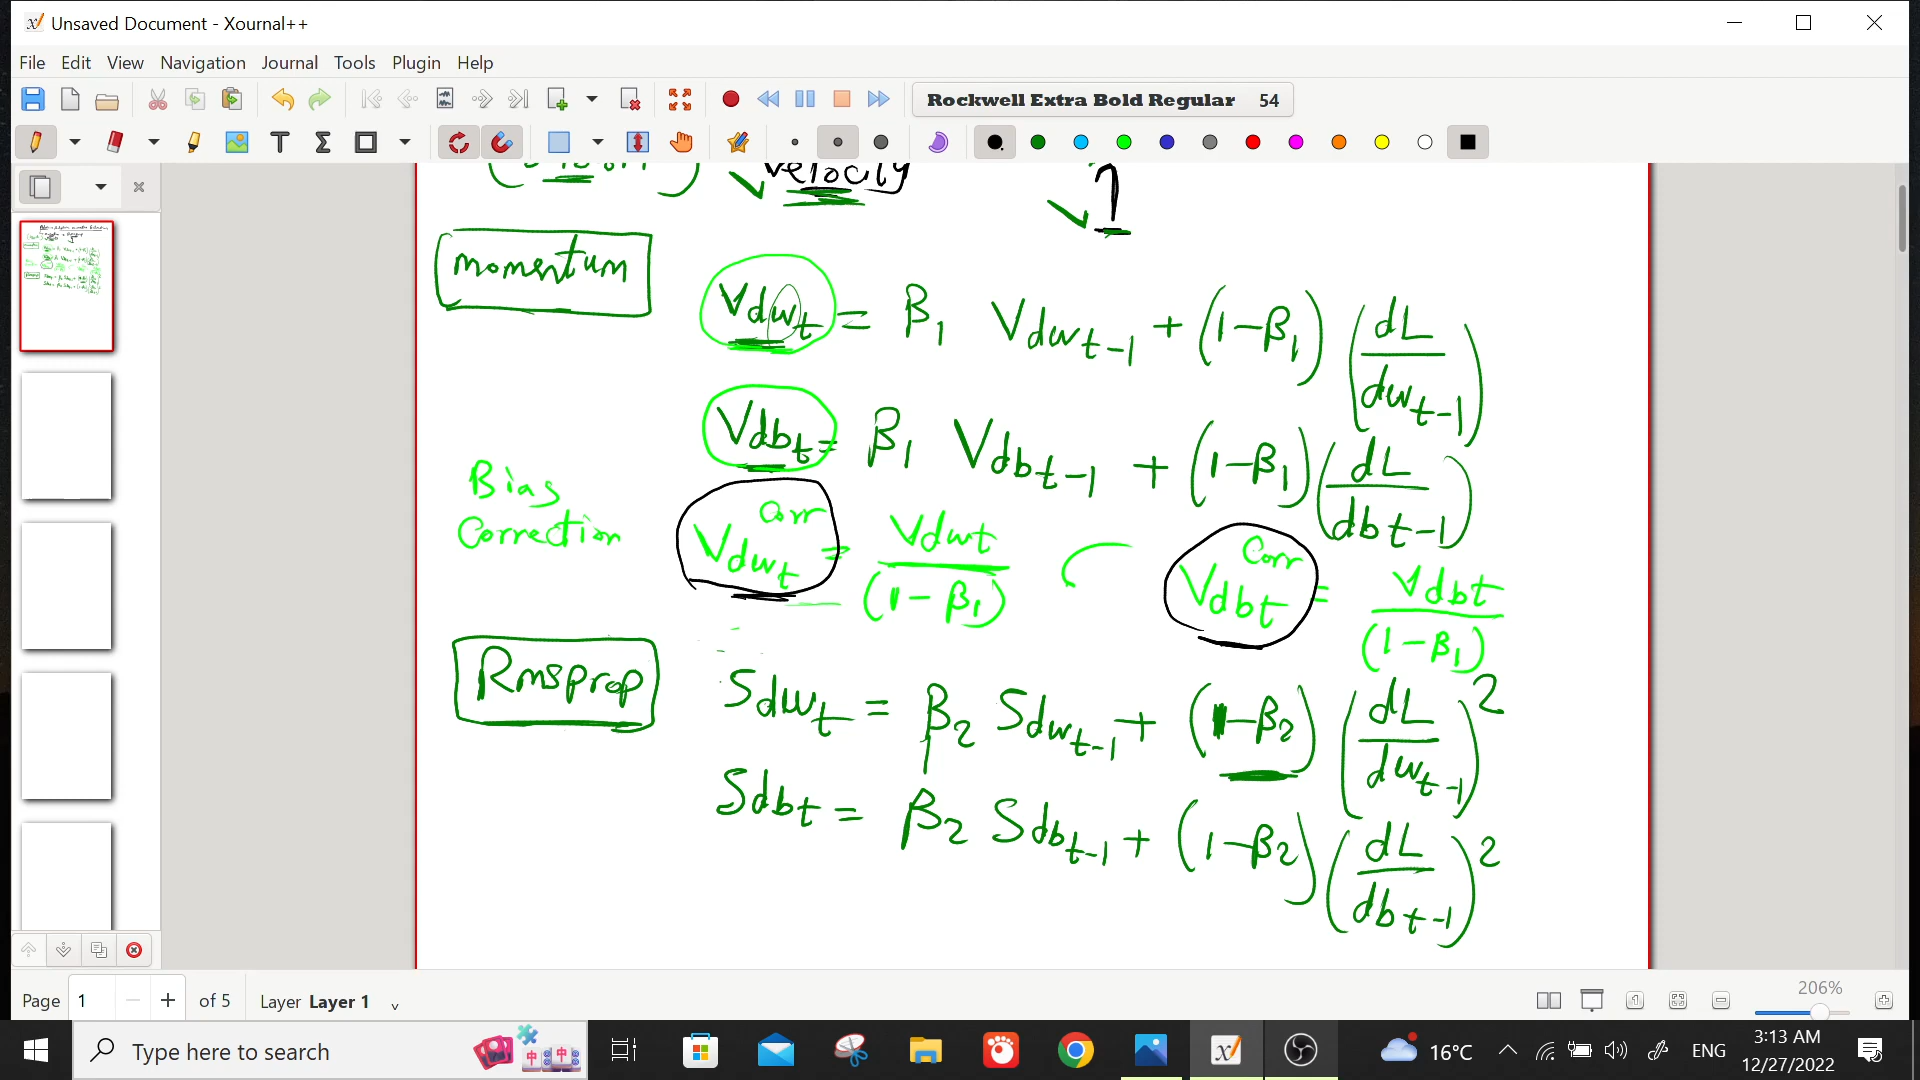 Unsaved Document - Xournal++
File Edit View Navigation Journal Tools Plugin Help
Rockwell Extra Bold Regular 54
velocity
momentum
Vdwt = β1 Vdwt-1 + (1-β1) (dL/dwt-1)
Vdbt = β1 Vdbt-1 + (1-β1) (dL/dbt-1)
Bias
Correction
Vdwt^Corr = Vdwt/(1-β1)
Vdbt^Corr = Vdbt/(1-β1)
Rmsprop
Sdwt = β2 Sdwt-1 + (1-β2) (dL/dwt-1)^2
Sdbt = β2 Sdbt-1 + (1-β2) (dL/dbt-1)^2
Page 1 of 5 Layer Layer 1
206%
Type here to search
16°C
ENG
3:13 AM
12/27/2022